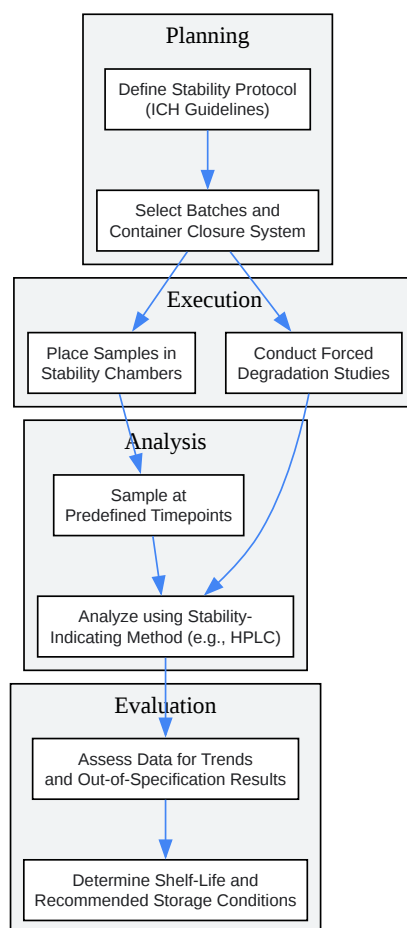 Planning
Define Stability Protocol
(ICH Guidelines)
Select Batches and
Container Closure System
Execution
Place Samples in
Stability Chambers
Conduct Forced
Degradation Studies
Analysis
Sample at
Predefined Timepoints
Analyze using Stability-
Indicating Method (e.g., HPLC)
Evaluation
Assess Data for Trends
and Out-of-Specification Results
Determine Shelf-Life and
Recommended Storage Conditions